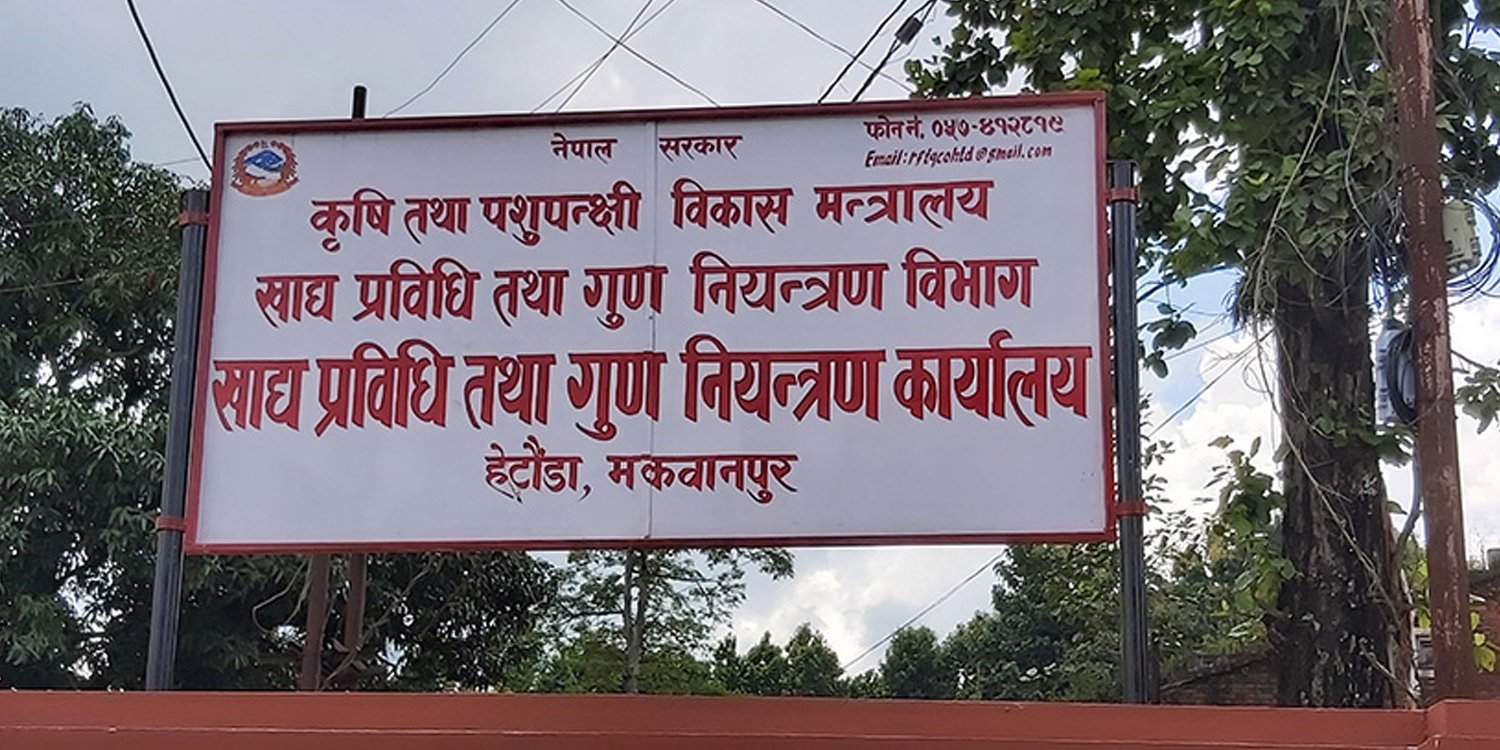 नेपाल सरकार
फोन नं. ०५७-४१२८१९
Email:rftqcohtd@gmail.com
कृषि तथा पशुपन्क्षी विकास मन्त्रालय
खाद्य प्रविधि तथा गुण नियन्त्रण विभाग
खाद्य प्रविधि तथा गुण नियन्त्रण कार्यालय
हेटौंडा, मकवानपुर